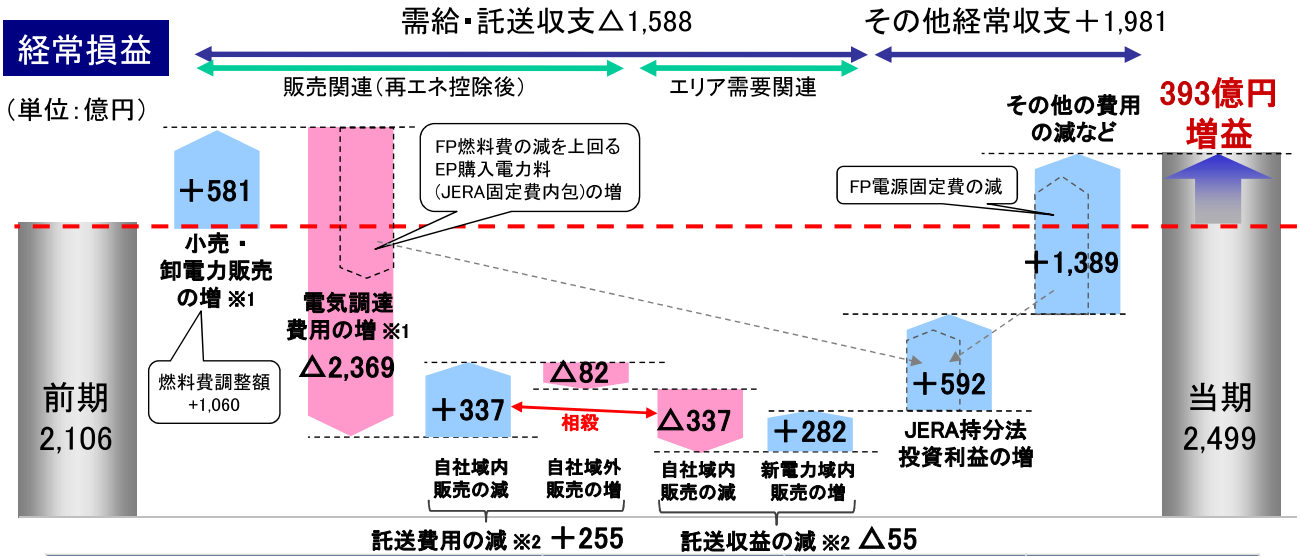 需給・託送収支△1,588
その他経常収支＋1,981
経常損益
（単位：億円）
販売関連（再エネ控除後）
エリア需要関連
393億円
増益
その他の費用
の減など
FP燃料費の減を上回る
EP購入電力料
（JERA固定費内包）の増
FP電源固定費の減
＋581
小売・
卸電力販売
の増 ※1
燃料費調整額
+1,060
電気調達
費用の増 ※1
△2,369
＋337
△82
相殺
△337
＋282
＋592
＋1,389
JERA持分法
投資利益の増
前期
2,106
当期
2,499
自社域内
販売の減
自社域外
販売の増
自社域内
販売の減
新電力域内
販売の増
託送費用の減 ※2 ＋255
託送収益の減 ※2 △55